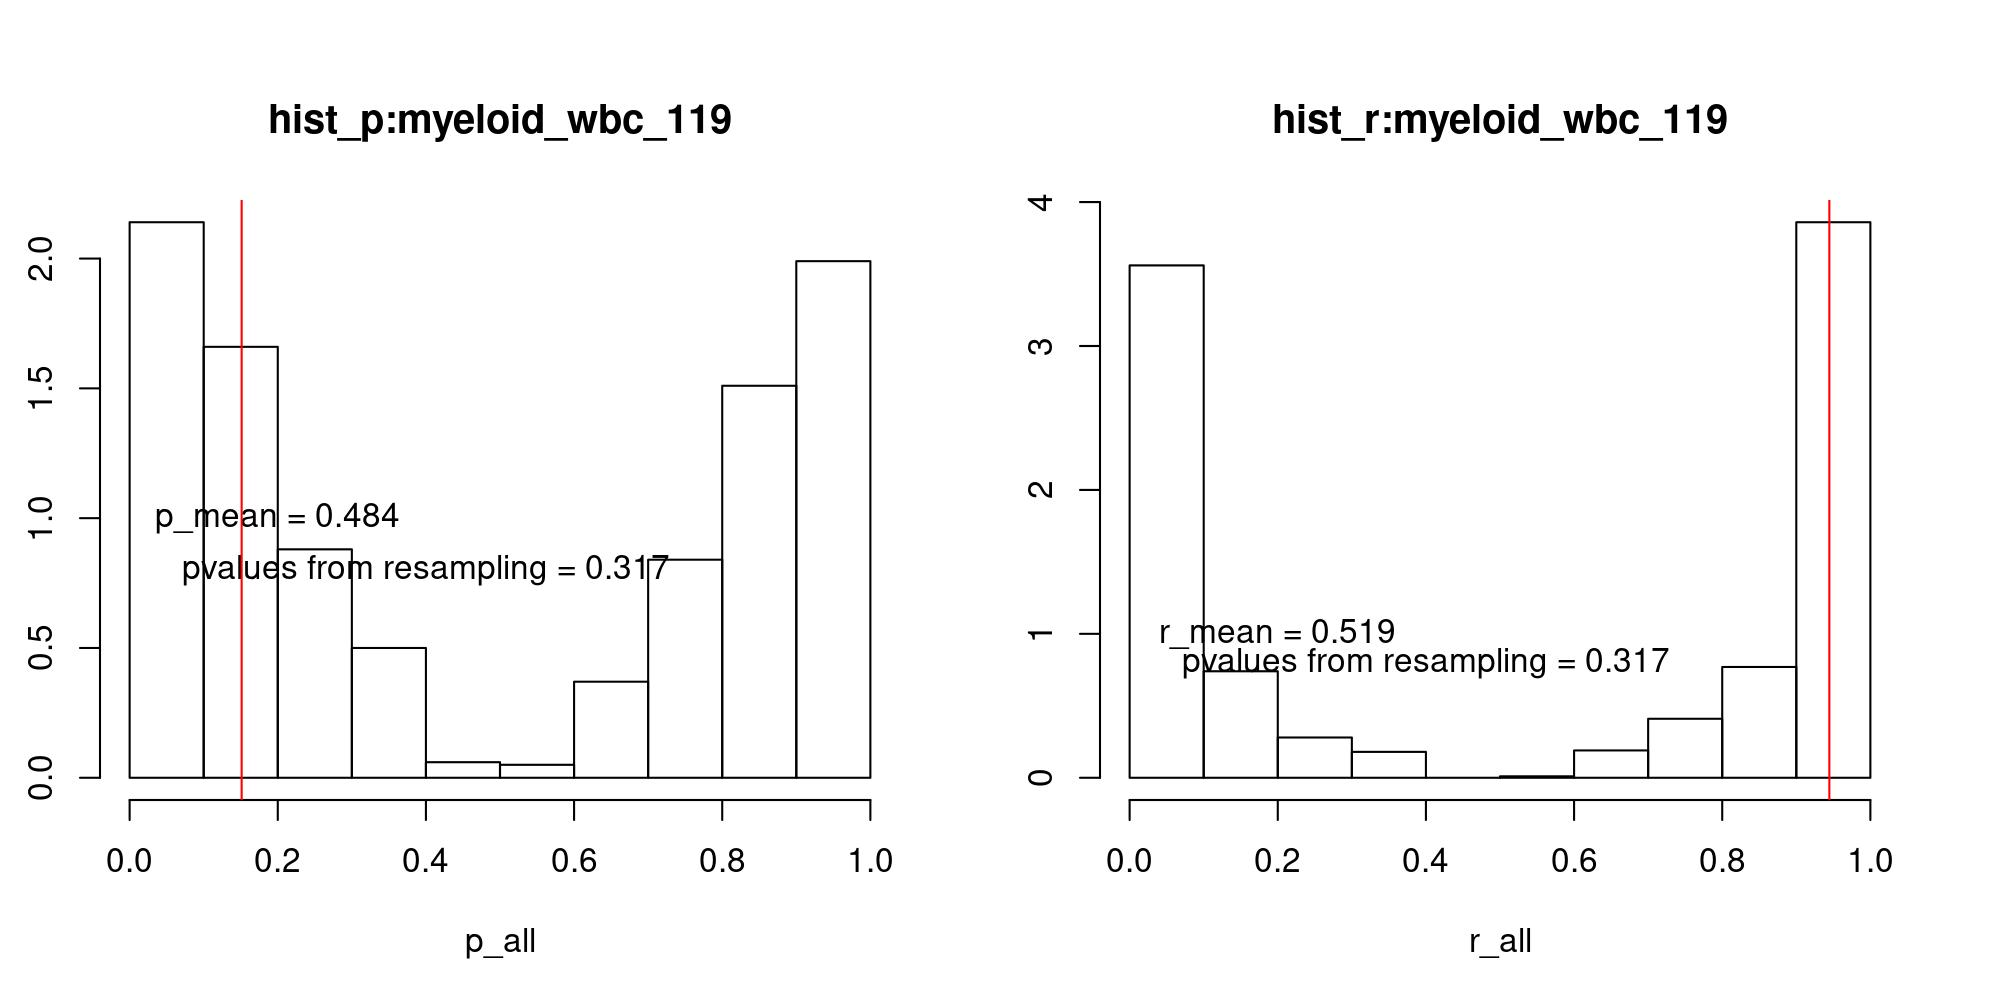 hist_p:myeloid_wbc_119
2.0
1.5
1.0
0.5
0.0
p_mean = 0.484
pvalues from resampling = 0.317
0.0 0.2 0.4 0.6 0.8 1.0
p_all
hist_r:myeloid_wbc_119
4
3
2
1
0
r_mean = 0.519
pvalues from resampling = 0.317
0.0 0.2 0.4 0.6 0.8 1.0
r_all